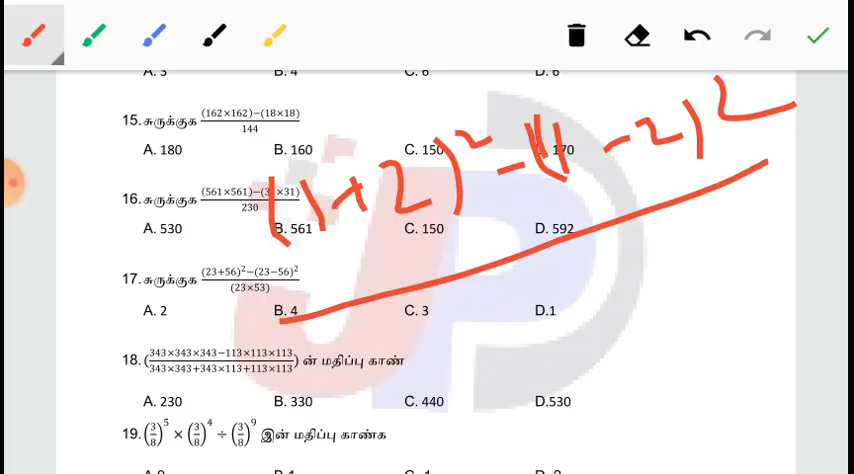 A. 3 B. 4 C. 6 D. 6
15. சுருக்குக (162×162)−(18×18) / 144
A. 180 B. 160 C. 150 D. 170
16. சுருக்குக (561×561)−(31×31) / 230
A. 530 B. 561 C. 150 D. 592
(1+2)² - (1-2)²
17. சுருக்குக (23+56)²−(23−56)² / (23×53)
A. 2 B. 4 C. 3 D.1
18. (343×343×343−113×113×113 / 343×343+343×113+113×113) ன் மதிப்பு காண்
A. 230 B. 330 C. 440 D.530
19. (3/8)⁵ × (3/8)⁴ ÷ (3/8)⁹ இன் மதிப்பு காண்க